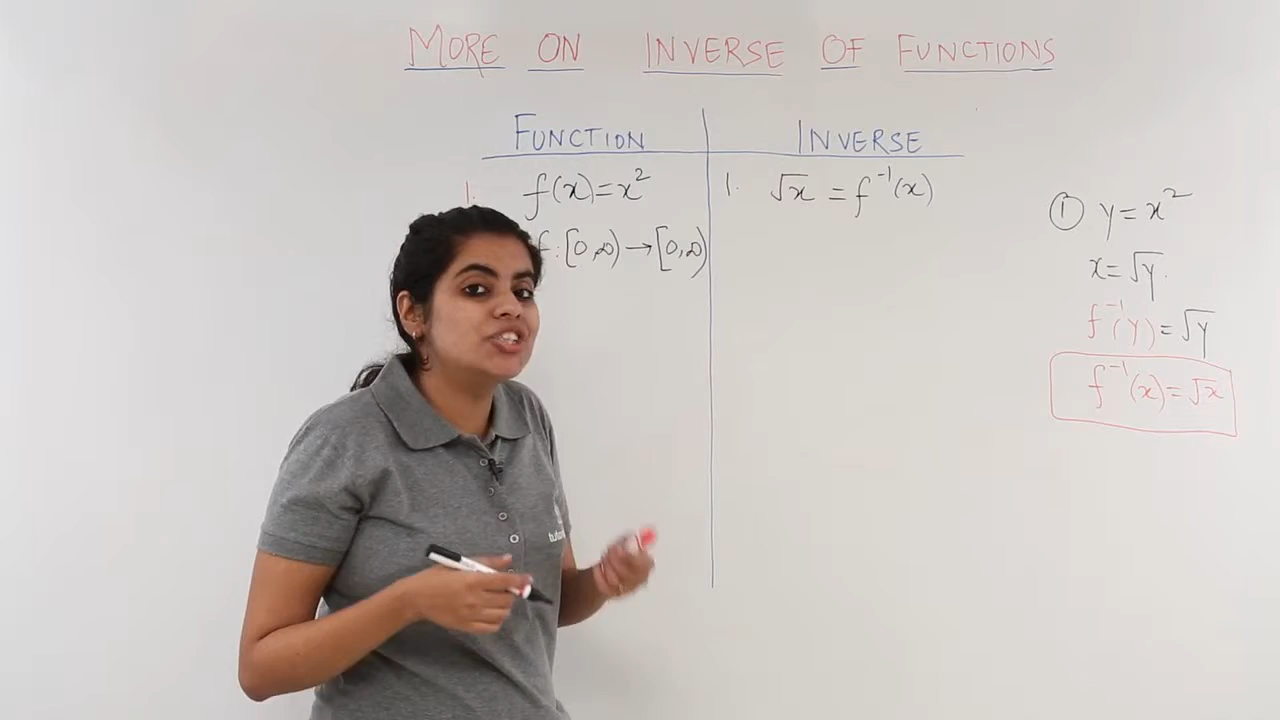 MORE ON INVERSE OF FUNCTIONS
FUNCTION INVERSE
1. f(x)=x² 1. √x = f⁻¹(x)
f:[0,∞)→[0,∞)
① y=x²
x=√y.
f⁻¹(y)=√y
f⁻¹(x)=√x